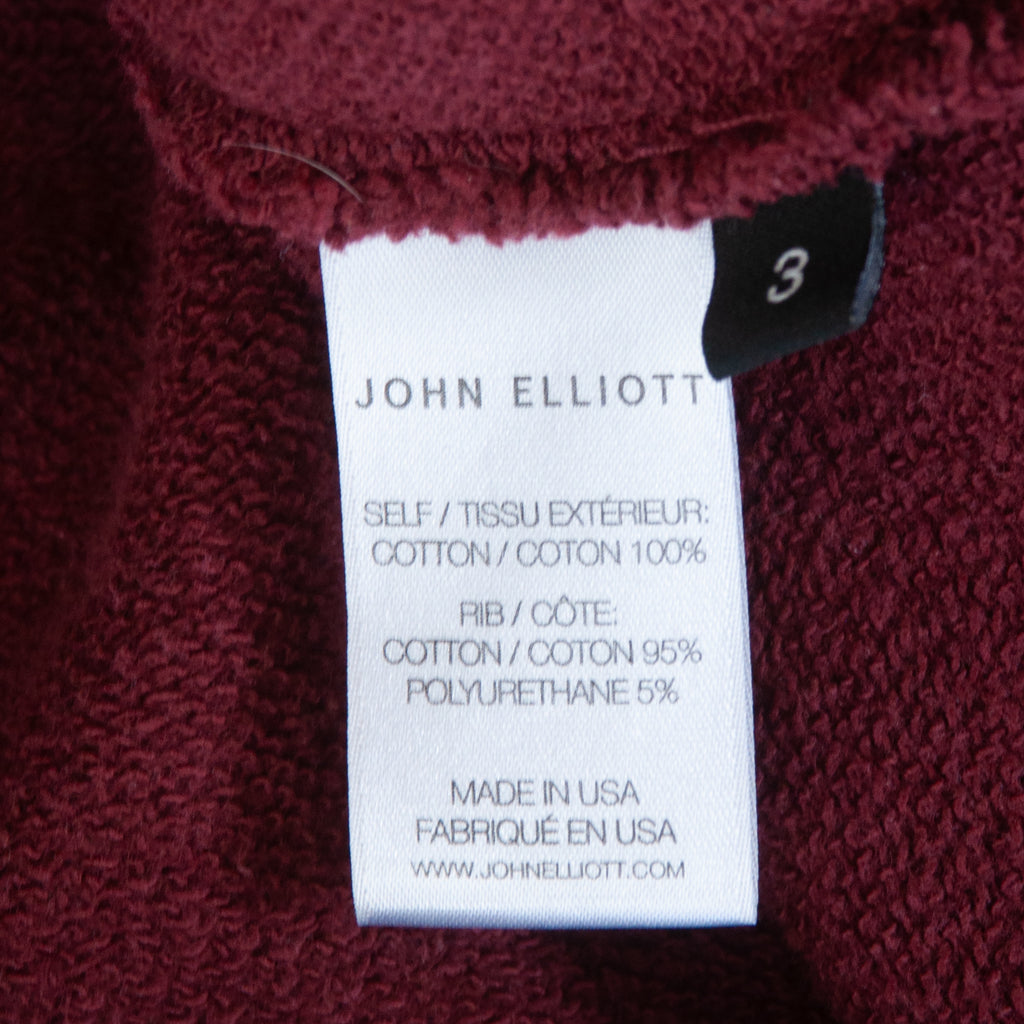 3
JOHN ELLIOTT
SELF / TISSU EXTÉRIEUR:
COTTON / COTON 100%
RIB / CÔTE:
COTTON / COTON 95%
POLYURETHANE 5%
MADE IN USA
FABRIQUÉ EN USA
WWW.JOHNELLIOTT.COM